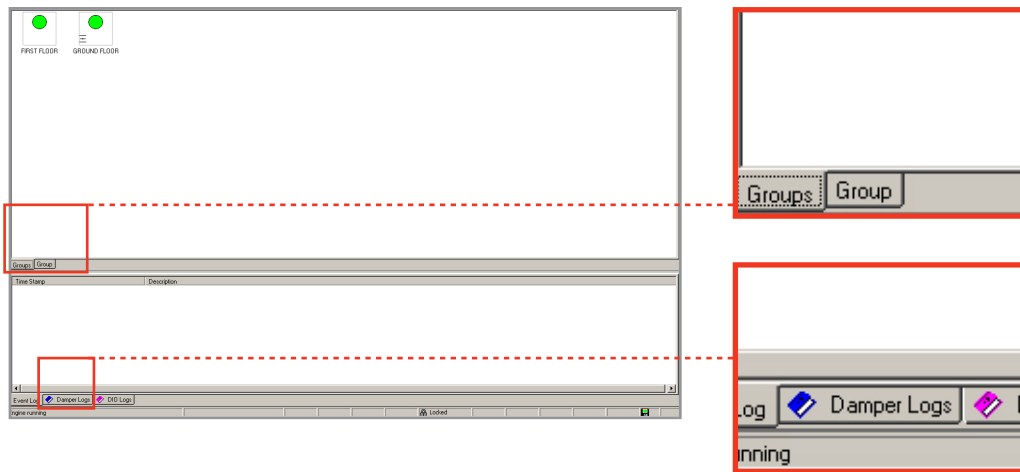 FIRST FLOOR GROUND FLOOR
Groups Group
Time Stamp Description
Event Log Damper Logs DIO Logs
ngine running Locked
Groups Group
Log Damper Logs
nning